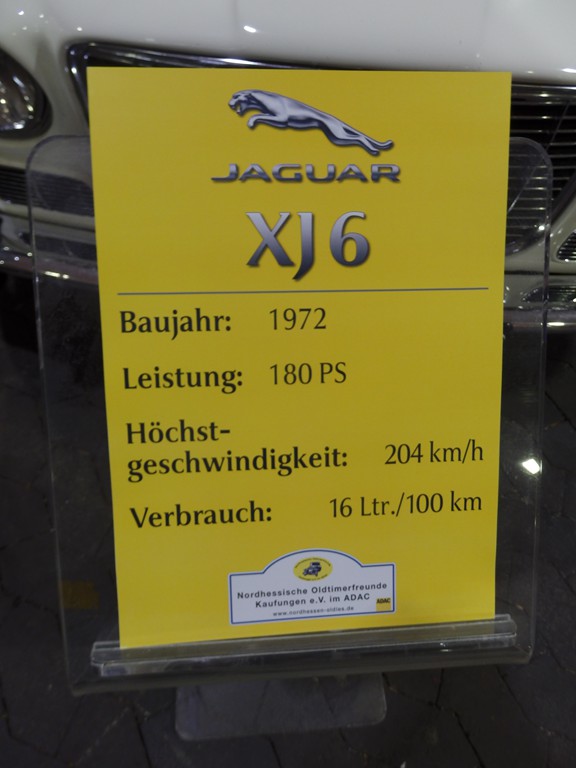 JAGUAR
XJ6
Baujahr: 1972
Leistung: 180 PS
Höchst-
geschwindigkeit: 204 km/h
Verbrauch: 16 Ltr./100 km
Nordhessische Oldtimerfreunde
Kaufungen e.V. im ADAC
www.nordhessen-oldies.de
ADAC